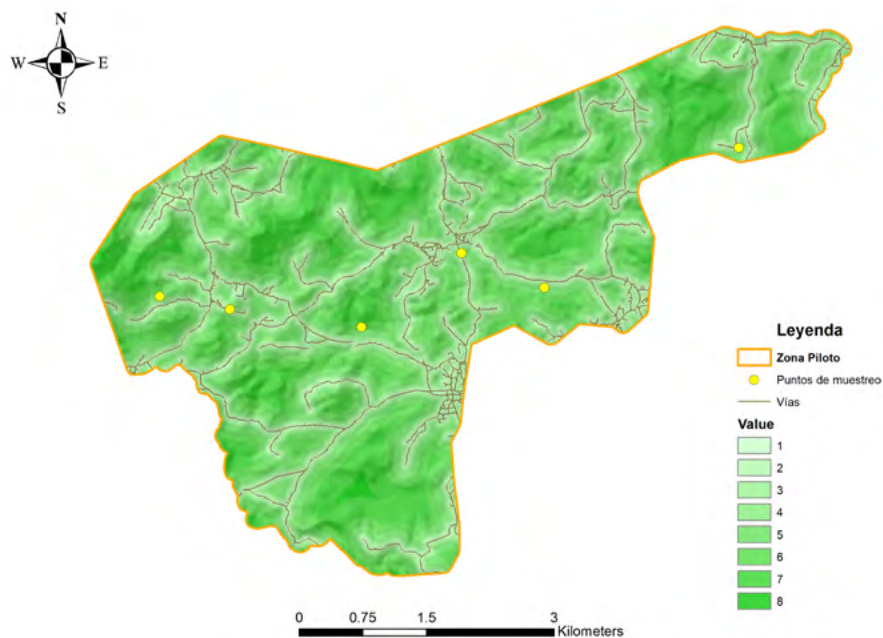 N
W E
S
Leyenda
Zona Piloto
Puntos de muestreo
Vías
Value
1
2
3
4
5
6
7
8
0 0.75 1.5 3
Kilometers